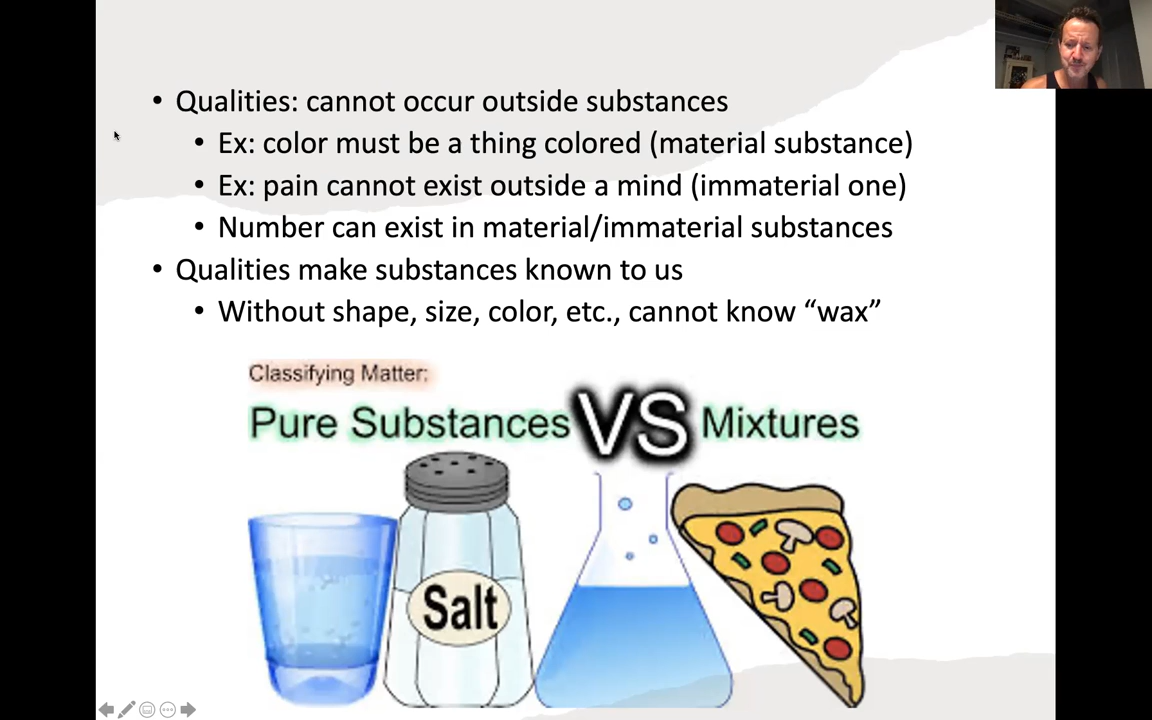 • Qualities: cannot occur outside substances
• Ex: color must be a thing colored (material substance)
• Ex: pain cannot exist outside a mind (immaterial one)
• Number can exist in material/immaterial substances
• Qualities make substances known to us
• Without shape, size, color, etc., cannot know “wax”
Classifying Matter:
Pure Substances VS Mixtures
Salt